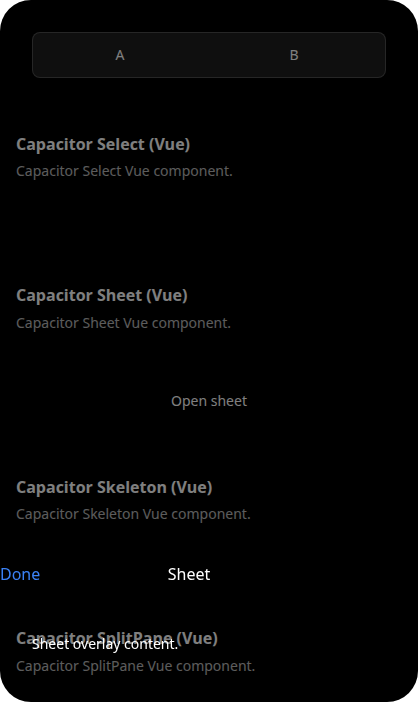 A B
Capacitor Select (Vue)
Capacitor Select Vue component.
Capacitor Sheet (Vue)
Capacitor Sheet Vue component.
Open sheet
Capacitor Skeleton (Vue)
Capacitor Skeleton Vue component.
Done Sheet
Capacitor SplitPane (Vue)
Sheet overlay content.
Capacitor SplitPane Vue component.